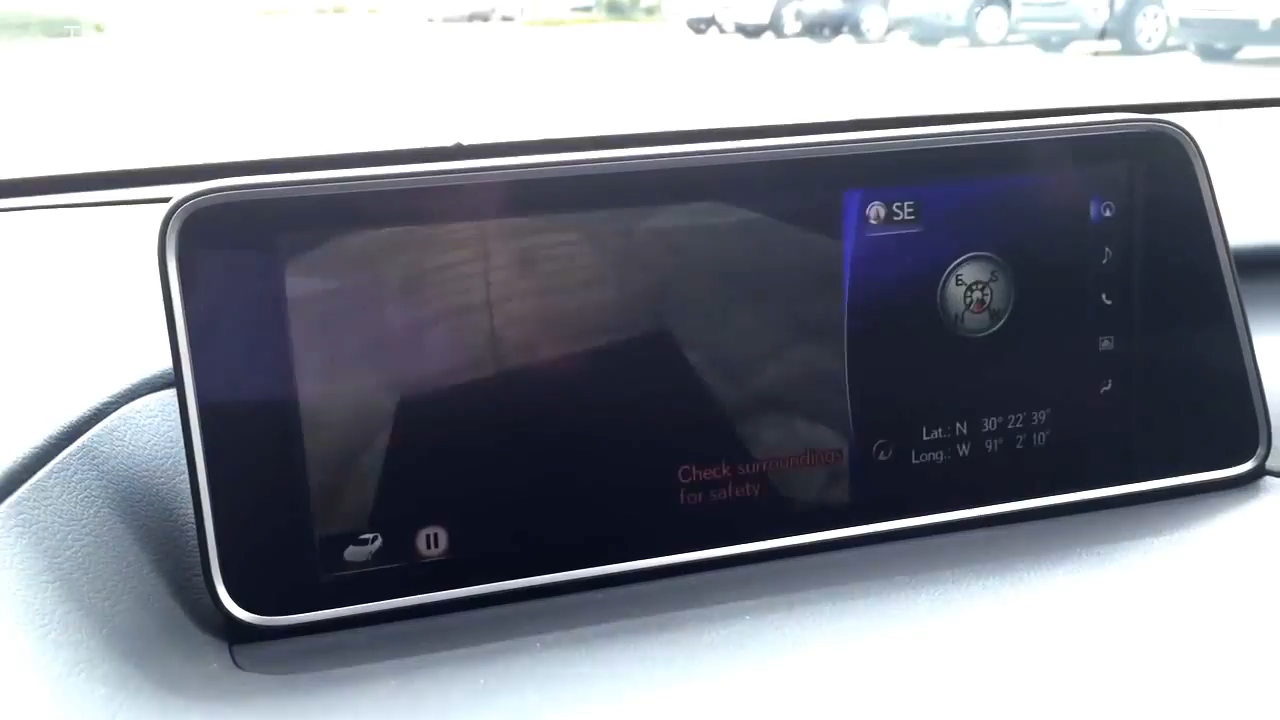 SE
E S
N W
Lat.: N 30° 22' 39"
Long.: W 91° 2' 10"
Check surroundings
for safety